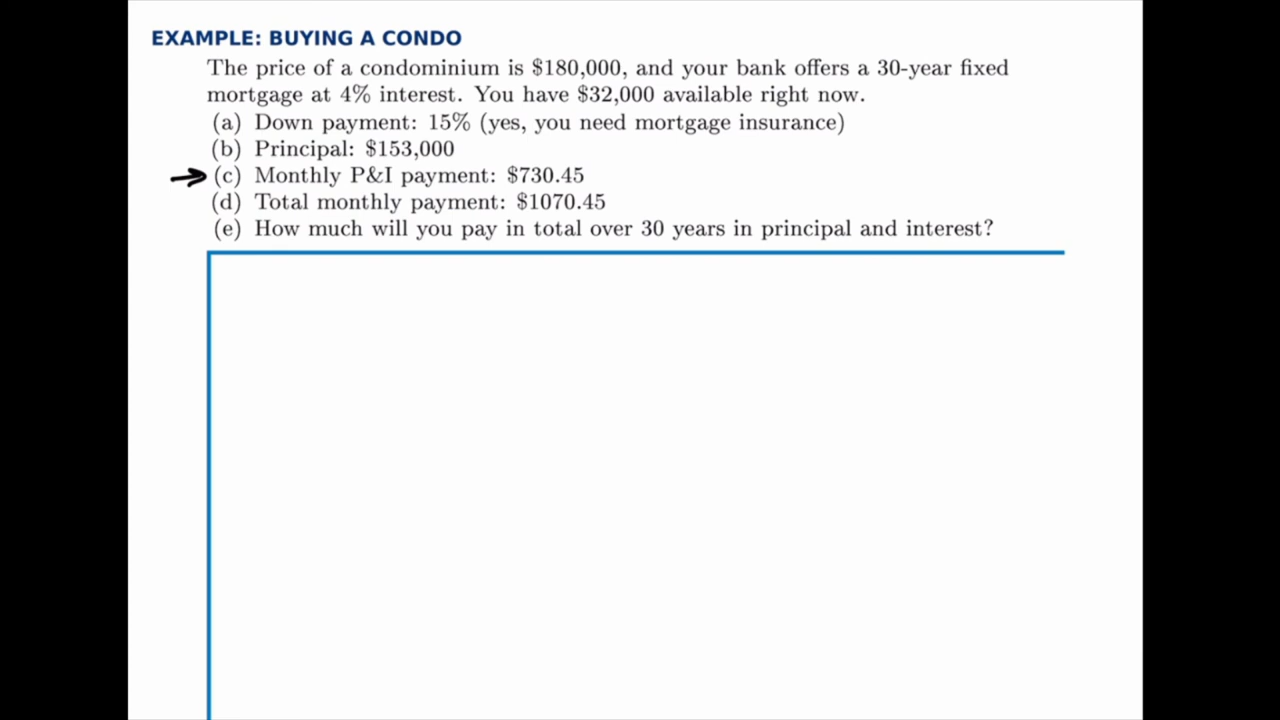 EXAMPLE: BUYING A CONDO
The price of a condominium is $180,000, and your bank offers a 30-year fixed
mortgage at 4% interest. You have $32,000 available right now.
(a) Down payment: 15% (yes, you need mortgage insurance)
(b) Principal: $153,000
(c) Monthly P&I payment: $730.45
(d) Total monthly payment: $1070.45
(e) How much will you pay in total over 30 years in principal and interest?